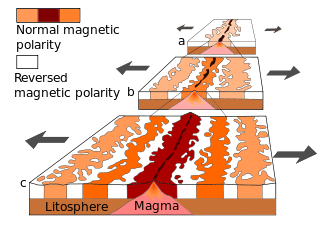 Normal magnetic
polarity
Reversed
magnetic polarity
a
b
c
Litosphere
Magma